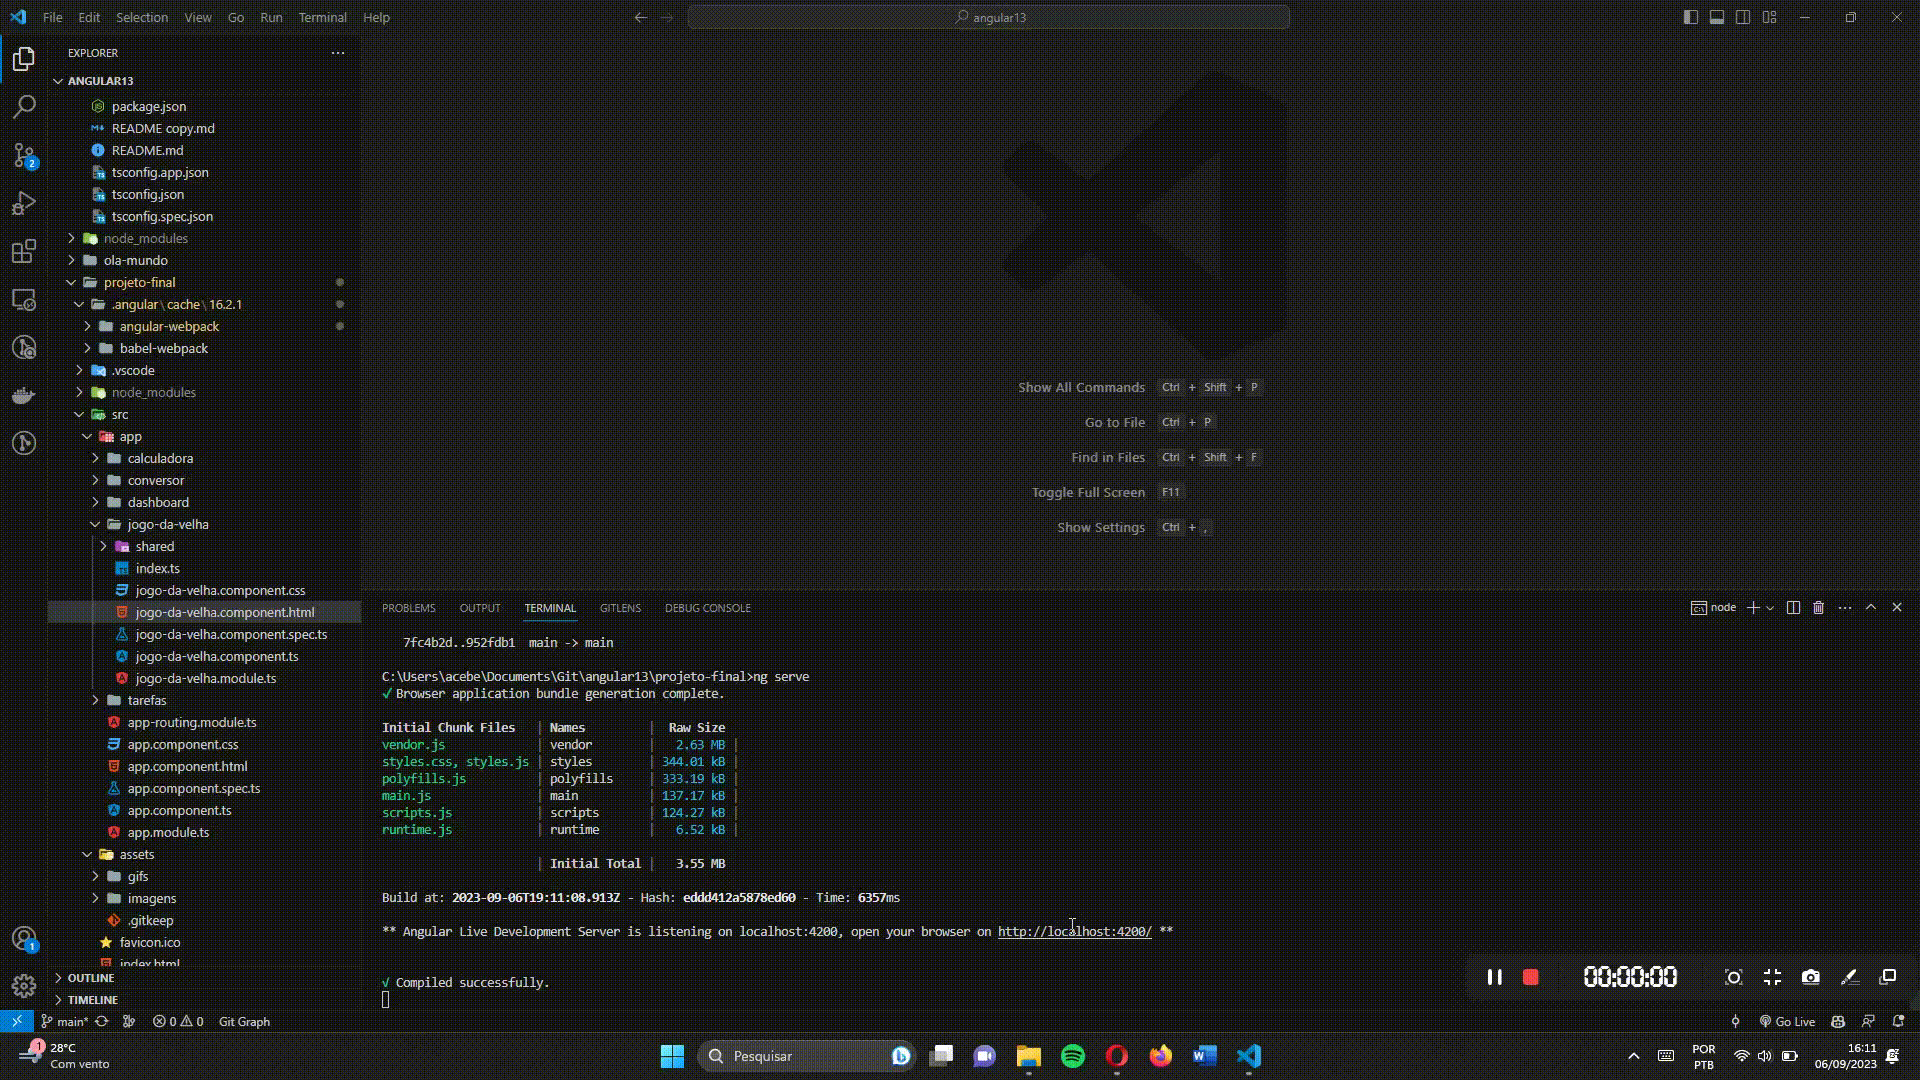 File Edit Selection View Go Run Terminal Help
angular13
EXPLORER
ANGULAR13
package.json
README copy.md
README.md
tsconfig.app.json
tsconfig.json
tsconfig.spec.json
node_modules
ola-mundo
projeto-final
.angular \ cache \ 16.2.1
angular-webpack
babel-webpack
.vscode
node_modules
src
app
calculadora
conversor
dashboard
jogo-da-velha
shared
index.ts
jogo-da-velha.component.css
jogo-da-velha.component.html
jogo-da-velha.component.spec.ts
jogo-da-velha.component.ts
jogo-da-velha.module.ts
tarefas
app-routing.module.ts
app.component.css
app.component.html
app.component.spec.ts
app.component.ts
app.module.ts
assets
gifs
imagens
.gitkeep
favicon.ico
index.html
OUTLINE
TIMELINE
2
1
Show All Commands Ctrl + Shift + P
Go to File Ctrl + P
Find in Files Ctrl + Shift + F
Toggle Full Screen F11
Show Settings Ctrl + ,
PROBLEMS OUTPUT TERMINAL GITLENS DEBUG CONSOLE
node
7fc4b2d..952fdb1 main -> main
C:\Users\acebe\Documents\Git\angular13\projeto-final>ng serve
√ Browser application bundle generation complete.
Initial Chunk Files | Names | Raw Size
vendor.js | vendor | 2.63 MB |
styles.css, styles.js | styles | 344.01 kB |
polyfills.js | polyfills | 333.19 kB |
main.js | main | 137.17 kB |
scripts.js | scripts | 124.27 kB |
runtime.js | runtime | 6.52 kB |
| Initial Total | 3.55 MB
Build at: 2023-09-06T19:11:08.913Z - Hash: eddd412a5878ed60 - Time: 6357ms
** Angular Live Development Server is listening on localhost:4200, open your browser on http://localhost:4200/ **
√ Compiled successfully.
00:00:00
main* 0 0 Git Graph
Go Live
1
28°C
Com vento
Pesquisar
POR
PTB
16:11
06/09/2023